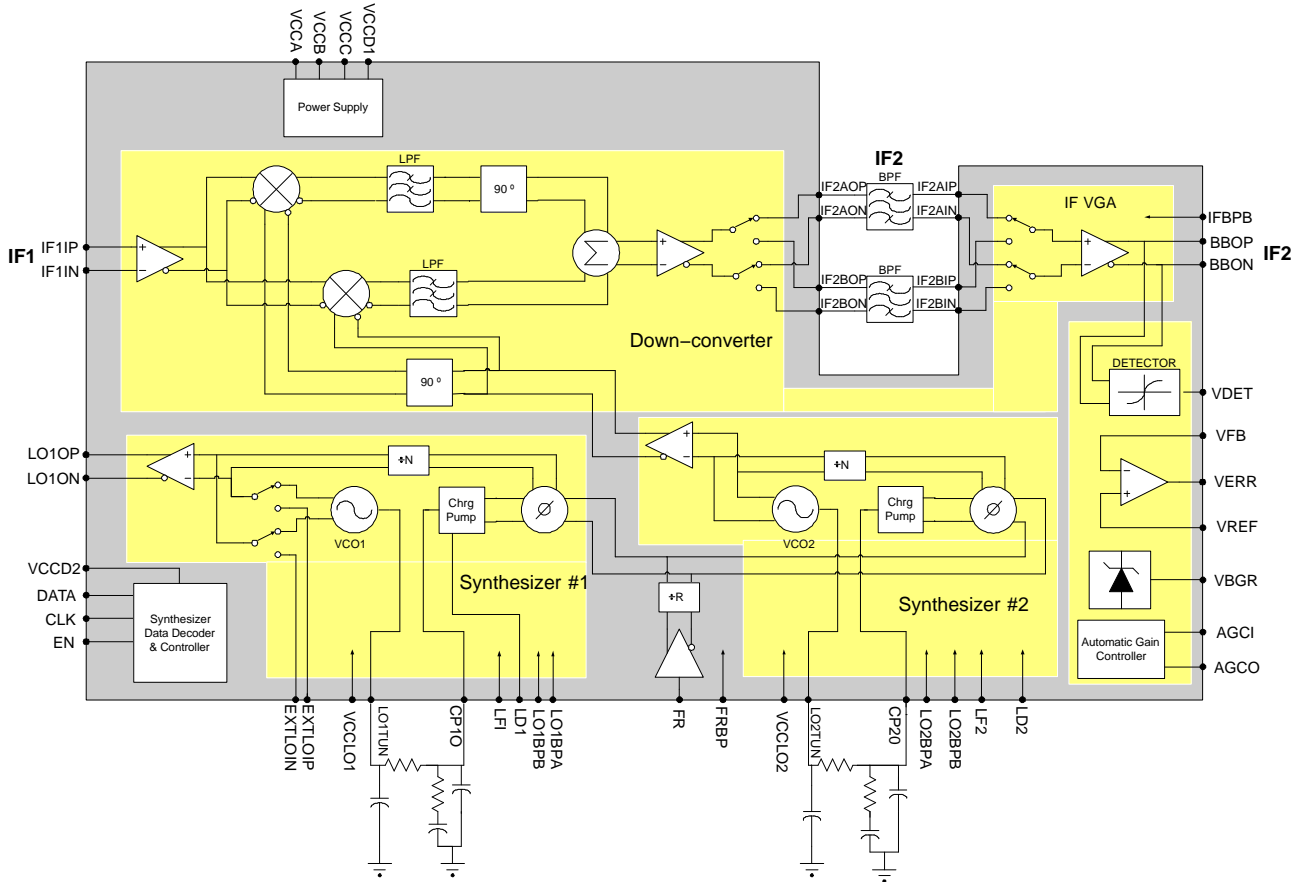 VCCA
VCCB
VCCC
VCCD1
Power Supply
LPF
90 º
IF2
BPF
IF2AOP
IF2AIP
IF2AON
IF2AIN
IF VGA
IFBPB
IF1
IF1IP
IF1IN
+
−
Σ
+
−
+
−
BBOP
BBON
IF2
LPF
BPF
IF2BOP
IF2BIP
IF2BON
IF2BIN
Down−converter
90 º
DETECTOR
VDET
LO1OP
LO1ON
+
−
÷N
Chrg
Pump
VCO1
+
−
÷N
Chrg
Pump
VCO2
VFB
VERR
VREF
−
+
VCCD2
DATA
CLK
EN
Synthesizer
Data Decoder
& Controller
Synthesizer #1
÷R
Synthesizer #2
VBGR
Automatic Gain
Controller
AGCI
AGCO
EXTLOIN
EXTLOIP
VCCLO1
LO1TUN
CP1O
LFI
LD1
LO1BPB
LO1BPA
FR
FRBP
VCCLO2
LO2TUN
CP20
LO2BPA
LO2BPB
LF2
LD2